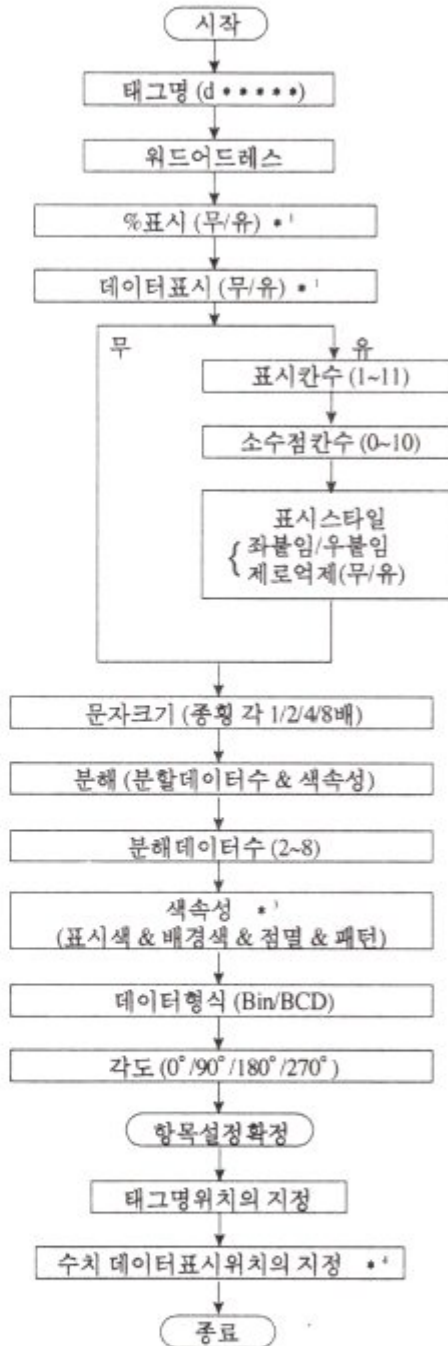 시작
태그명 (d • • • • •)
워드어드레스
%표시 (무/유) *¹
데이터표시 (무/유) *¹
무
유
표시칸수 (1~11)
소수점칸수 (0~10)
표시스타일
{ 좌붙임/우붙임
제로억제(무/유)
문자크기 (종횡 각 1/2/4/8배)
분해 (분할데이터수 & 색속성)
분해데이터수 (2~8)
색속성 *³
(표시색 & 배경색 & 점멸 & 패턴)
데이터형식 (Bin/BCD)
각도 (0°/90°/180°/270°)
항목설정확정
태그명위치의 지정
수치 데이터표시위치의 지정 *⁴
종료